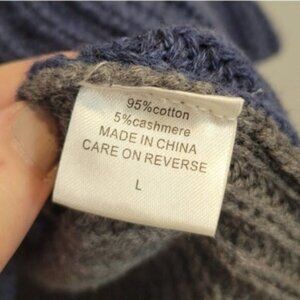 95%cotton
5%cashmere
MADE IN CHINA
CARE ON REVERSE
L